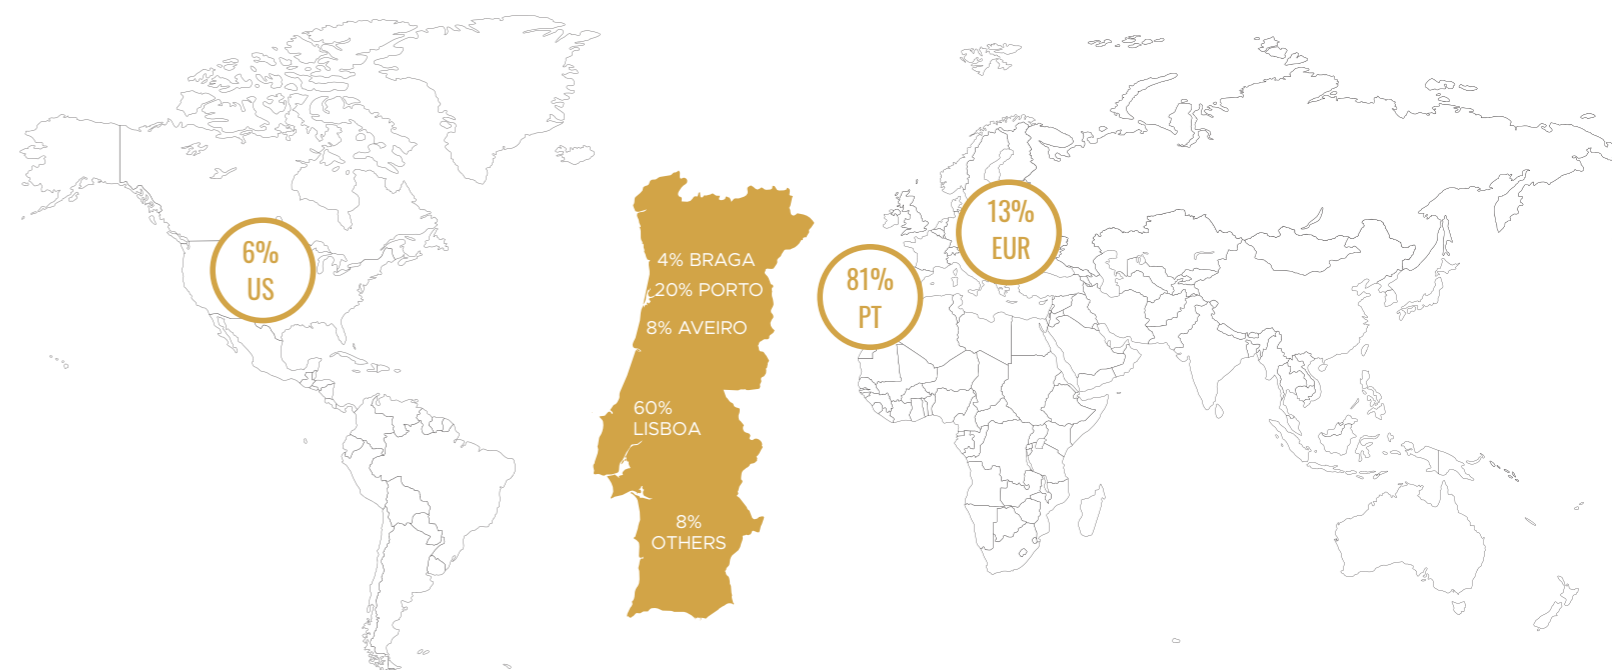 6%
US
4% BRAGA
20% PORTO
8% AVEIRO
60%
LISBOA
8%
OTHERS
81%
PT
13%
EUR